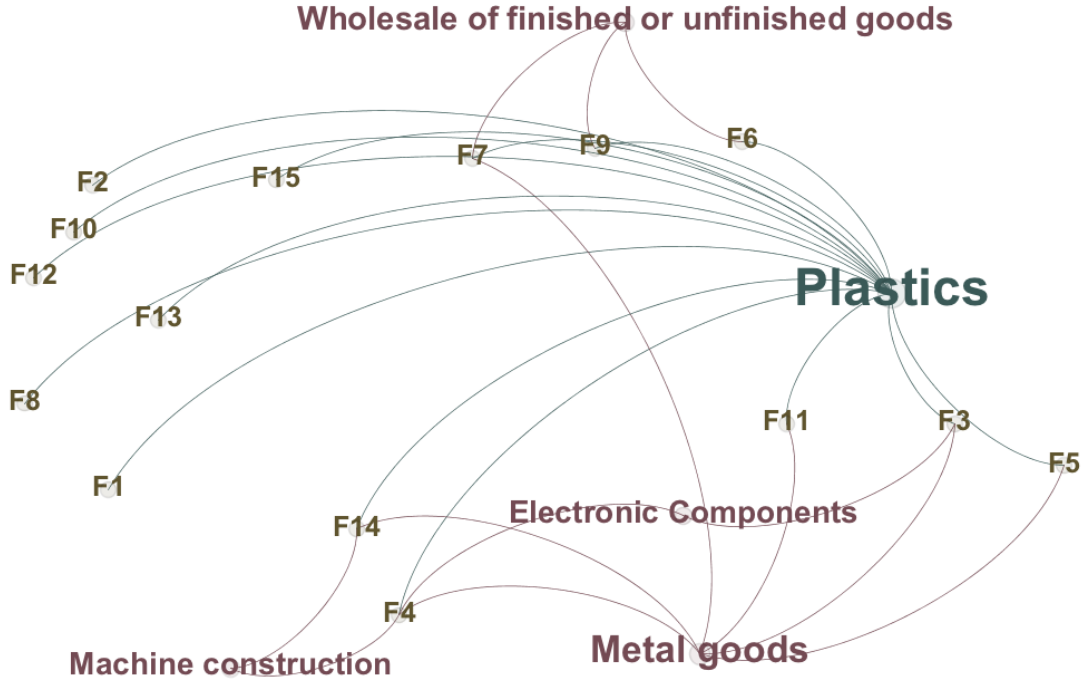 Wholesale of finished or unfinished goods
F6
F9
F7
F15
F2
F10
F12
Plastics
F13
F8
F11
F3
F5
F1
Electronic Components
F14
F4
Metal goods
Machine construction